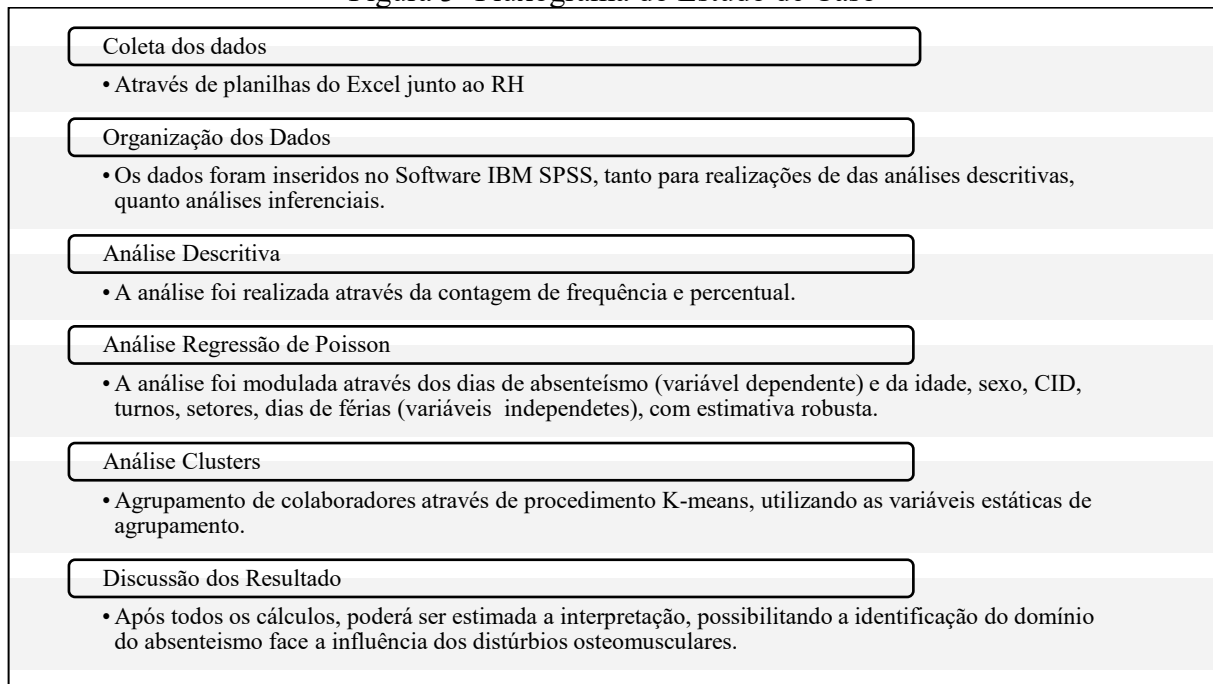 Coleta dos dados
• Através de planilhas do Excel junto ao RH
Organização dos Dados
• Os dados foram inseridos no Software IBM SPSS, tanto para realizações de das análises descritivas,
quanto análises inferenciais.
Análise Descritiva
• A análise foi realizada através da contagem de frequência e percentual.
Análise Regressão de Poisson
• A análise foi modulada através dos dias de absenteísmo (variável dependente) e da idade, sexo, CID,
turnos, setores, dias de férias (variáveis independetes), com estimativa robusta.
Análise Clusters
• Agrupamento de colaboradores através de procedimento K-means, utilizando as variáveis estáticas de
agrupamento.
Discussão dos Resultado
• Após todos os cálculos, poderá ser estimada a interpretação, possibilitando a identificação do domínio
do absenteismo face a influência dos distúrbios osteomusculares.